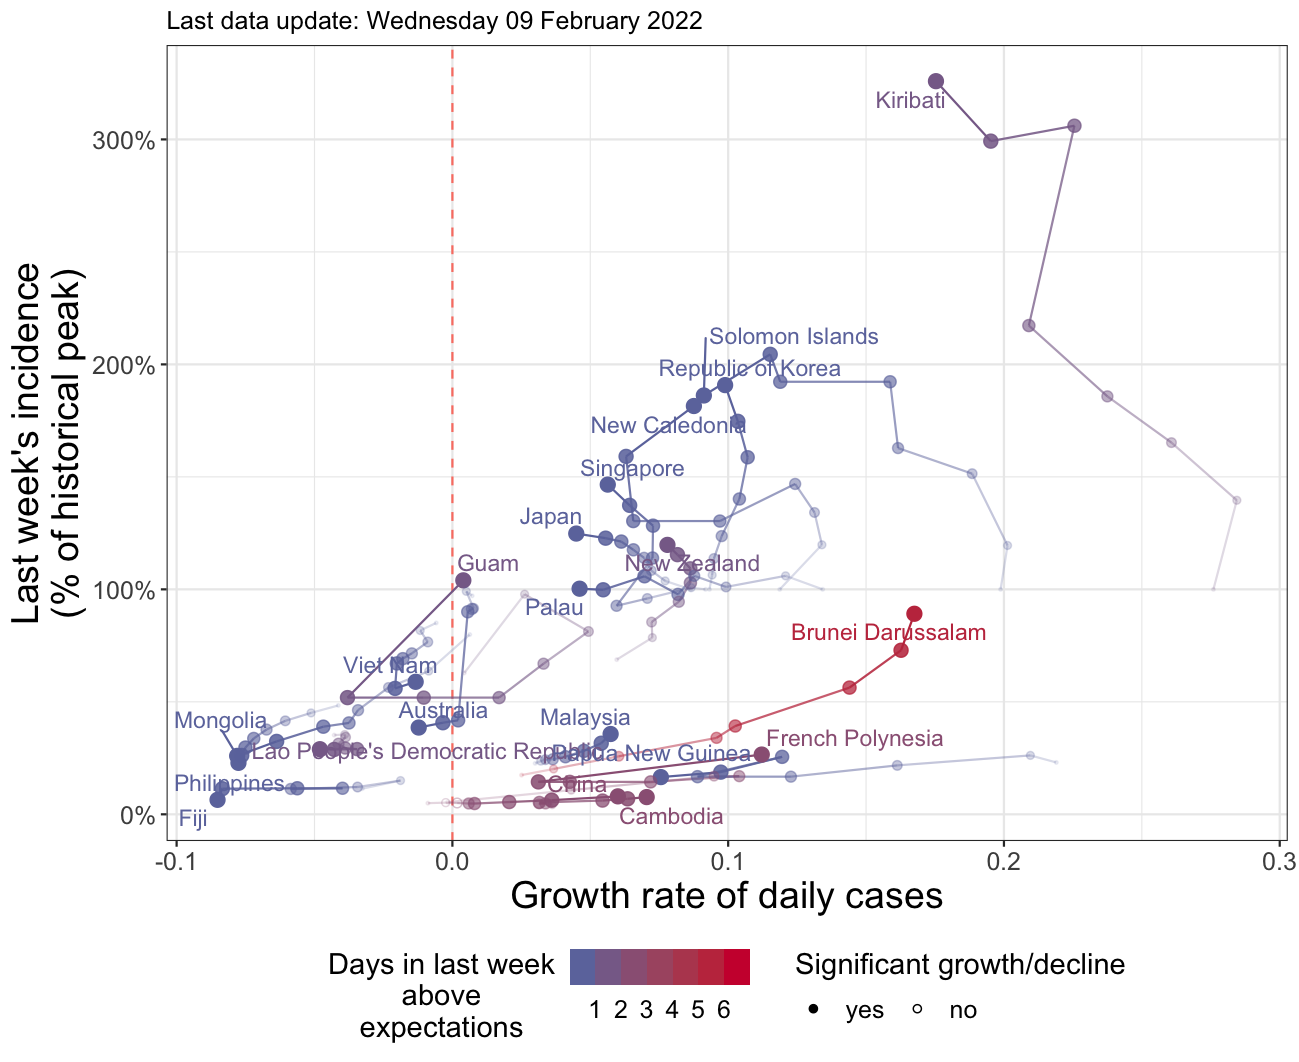 Last data update: Wednesday 09 February 2022
Last week's incidence
(% of historical peak)
300%
200%
100%
0%
Kiribati
Solomon Islands
Republic of Korea
New Caledonia
Singapore
Japan
New Zealand
Guam
Palau
Brunei Darussalam
Viet Nam
Australia
Mongolia
Malaysia
French Polynesia
Lao People's Democratic Republic
Papua New Guinea
Philippines
China
Fiji
Cambodia
-0.1
0.0
0.1
0.2
0.3
Growth rate of daily cases
Days in last week
above
expectations
1 2 3 4 5 6
Significant growth/decline
yes
no